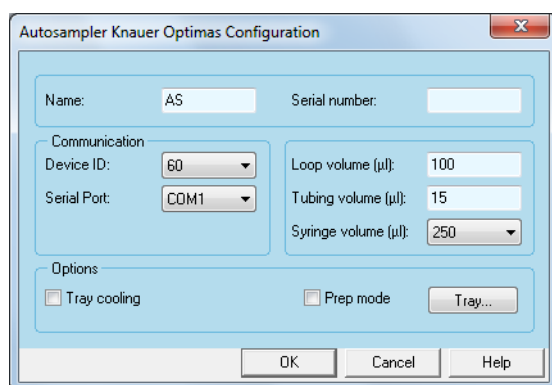 Autosampler Knauer Optimas Configuration
Name: AS Serial number:
Communication
Device ID: 60 Loop volume (µl): 100
Serial Port: COM1 Tubing volume (µl): 15
Syringe volume (µl): 250
Options
Tray cooling Prep mode Tray...
OK Cancel Help